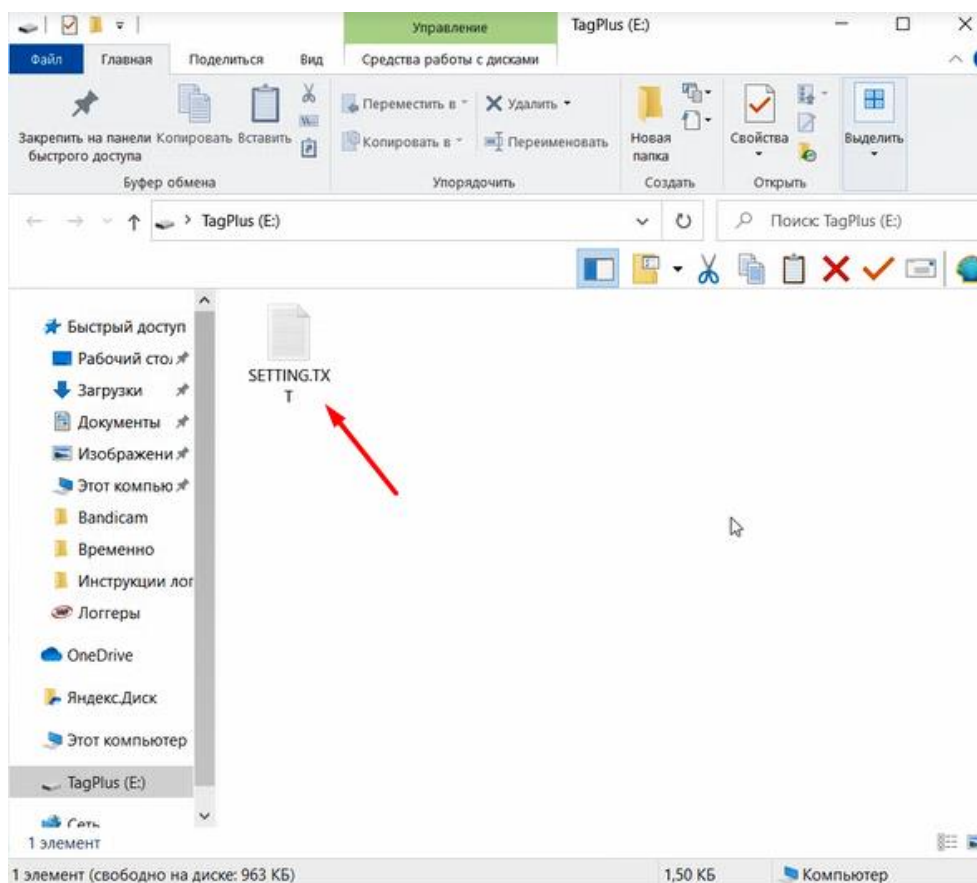 Управление
TagPlus (E:)
Файл Главная Поделиться Вид Средства работы с дисками
Закрепить на панели быстрого доступа
Копировать Вставить
Переместить в
Копировать в
Удалить
Переименовать
Новая папка
Свойства
Выделить
Буфер обмена Упорядочить Создать Открыть
TagPlus (E:)
Поиск: TagPlus (E:)
Быстрый доступ
Рабочий сто
Загрузки
Документы
Изображени
Этот компью
Bandicam
Временно
Инструкции лог
Логгеры
OneDrive
Яндекс.Диск
Этот компьютер
TagPlus (E:)
Сеть
SETTING.TX
T
1 элемент
1 элемент (свободно на диске: 963 КБ) 1,50 КБ Компьютер